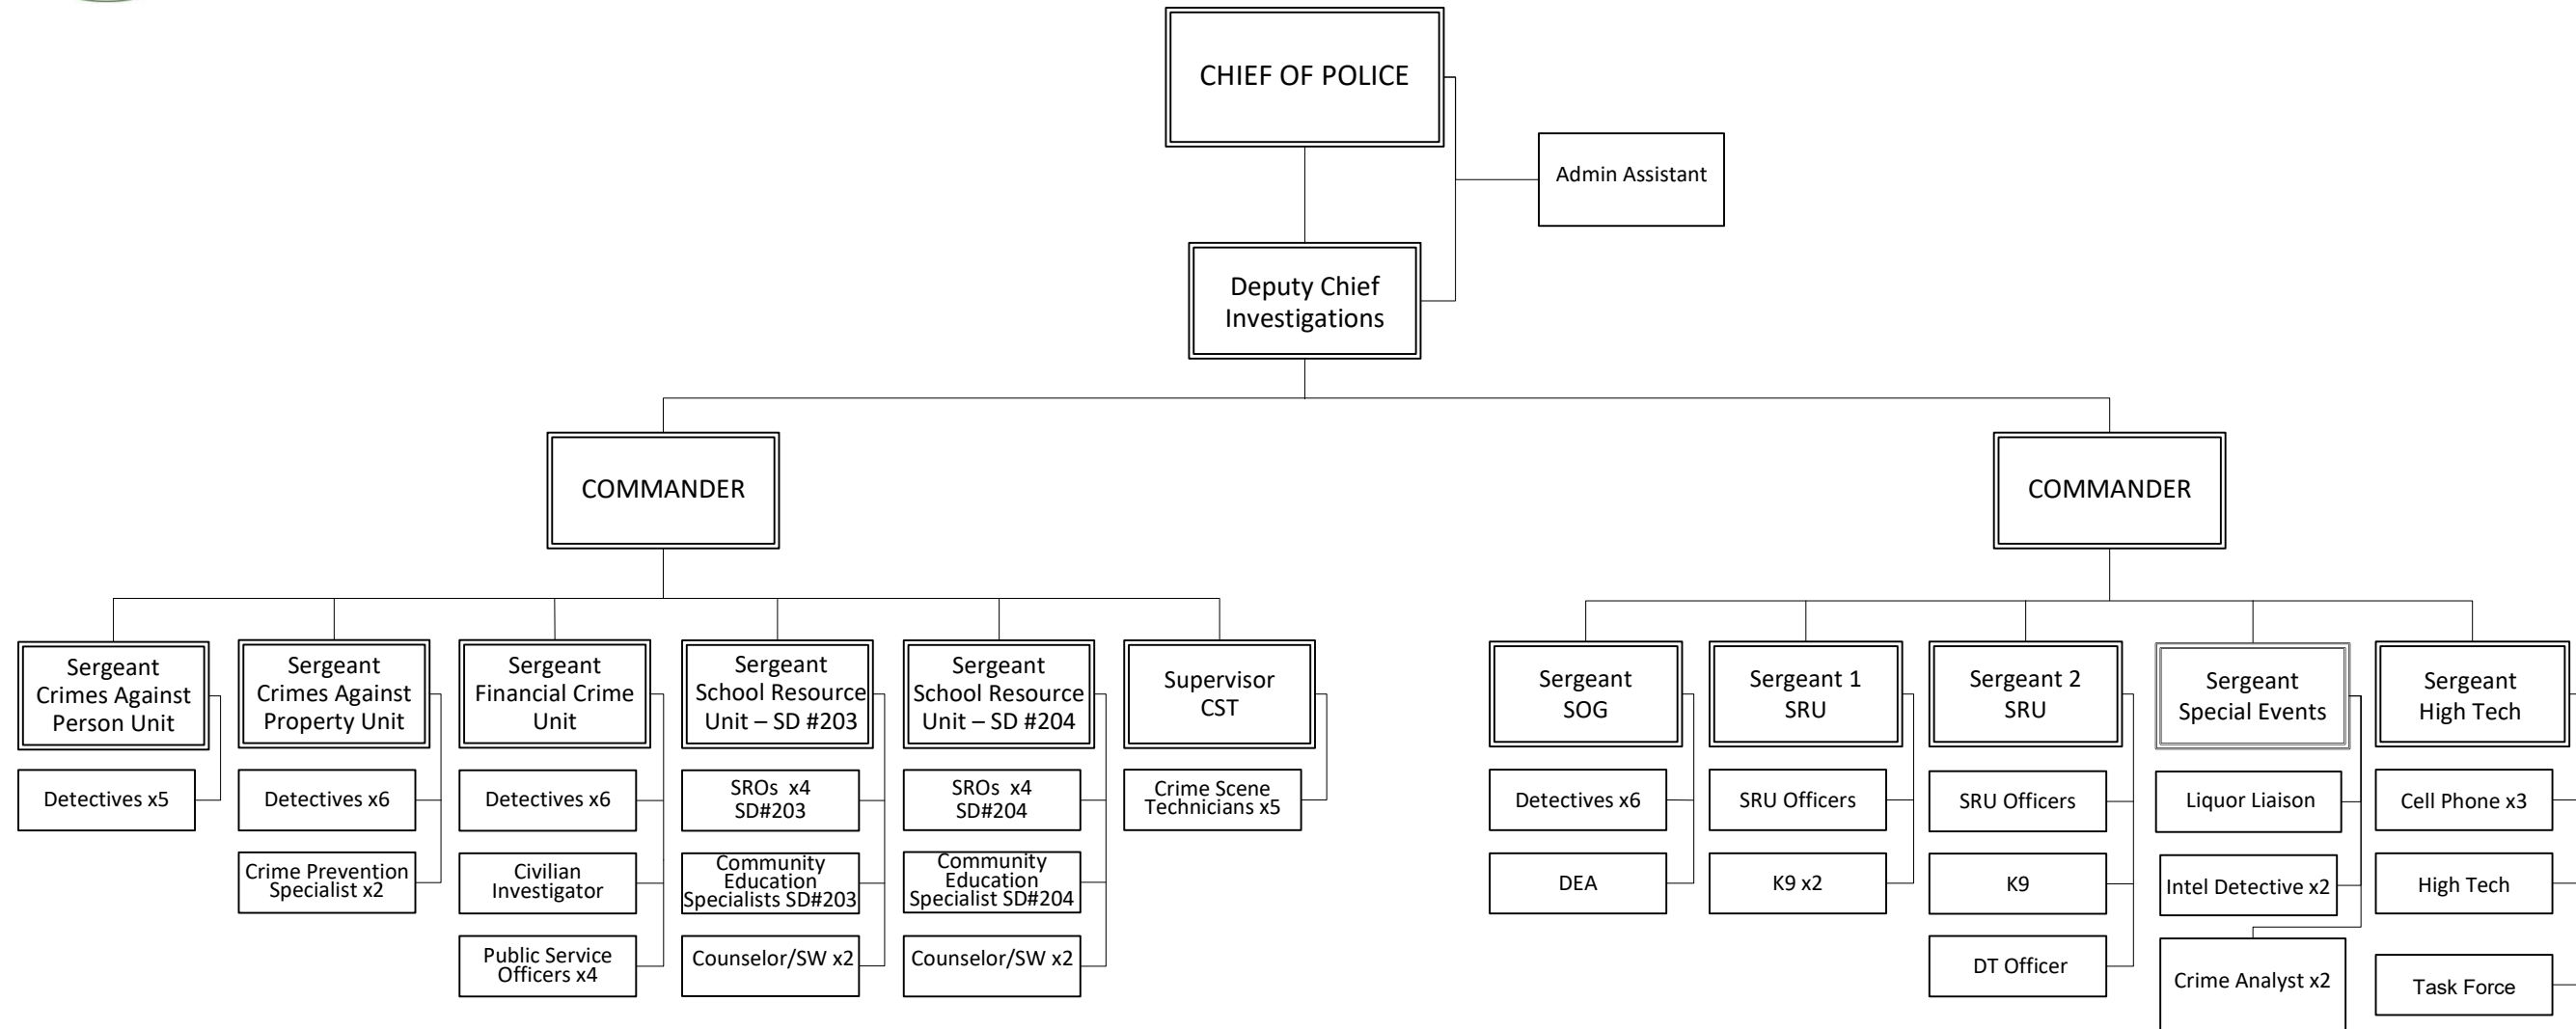 CHIEF OF POLICE
Admin Assistant
Deputy Chief
Investigations
COMMANDER
COMMANDER
Sergeant
Crimes Against
Person Unit
Sergeant
Crimes Against
Property Unit
Sergeant
Financial Crime
Unit
Sergeant
School Resource
Unit – SD #203
Sergeant
School Resource
Unit – SD #204
Supervisor
CST
Sergeant
SOG
Sergeant 1
SRU
Sergeant 2
SRU
Sergeant
Special Events
Sergeant
High Tech
Detectives x5
Detectives x6
Detectives x6
SROs  x4
SD#203
SROs  x4
SD#204
Crime Scene
Technicians x5
Detectives x6
SRU Officers
SRU Officers
Liquor Liaison
Cell Phone x3
Crime Prevention
Specialist x2
Civilian
Investigator
Community
Education
Specialists SD#203
Community
Education
Specialist SD#204
DEA
K9 x2
K9
Intel Detective x2
High Tech
Public Service
Officers x4
Counselor/SW x2
Counselor/SW x2
DT Officer
Crime Analyst x2
Task Force